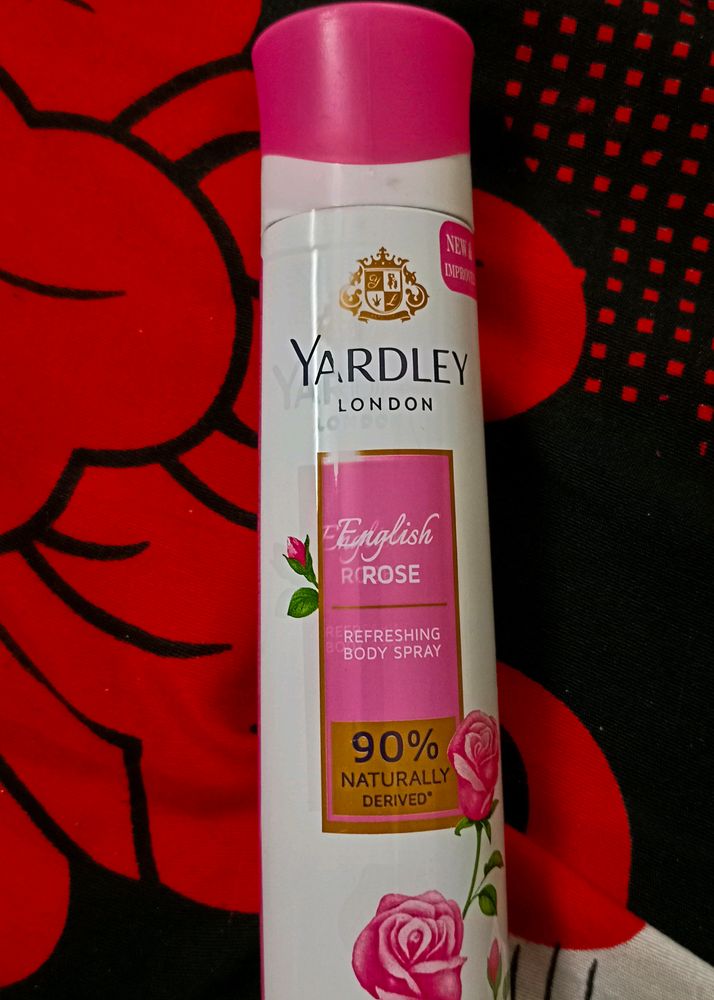 NEW &
IMPROVED
YARDLEY
LONDON
English
ROSE
REFRESHING
BODY SPRAY
90%
NATURALLY
DERIVED*